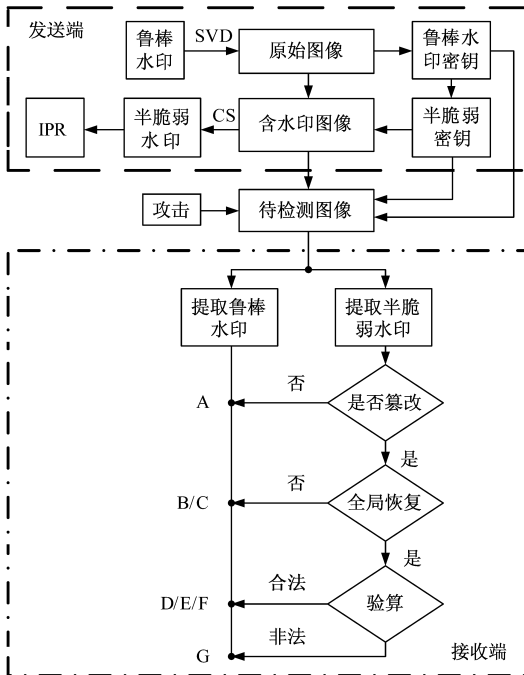 发送端
鲁棒
水印
SVD
原始图像
鲁棒水
印密钥
IPR
半脆弱
水印
CS
含水印图像
半脆弱
密钥
攻击
待检测图像
提取鲁棒
水印
提取半脆
弱水印
A
否
是否篡改
是
B/C
否
全局恢复
是
D/E/F
合法
验算
G
非法
接收端